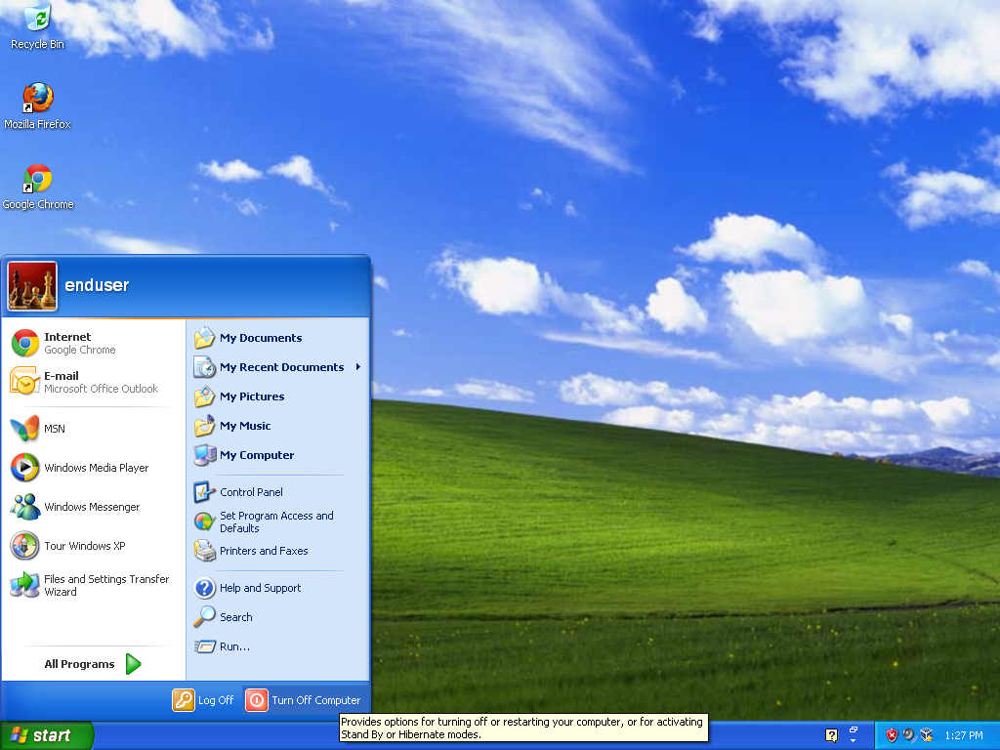 Recycle Bin
Mozilla Firefox
Google Chrome
enduser
Internet
Google Chrome
E-mail
Microsoft Office Outlook
MSN
Windows Media Player
Windows Messenger
Tour Windows XP
Files and Settings Transfer
Wizard
All Programs
My Documents
My Recent Documents
My Pictures
My Music
My Computer
Control Panel
Set Program Access and
Defaults
Printers and Faxes
Help and Support
Search
Run...
Log Off
Turn Off Computer
Provides options for turning off or restarting your computer, or for activating
Stand By or Hibernate modes.
start
1:27 PM